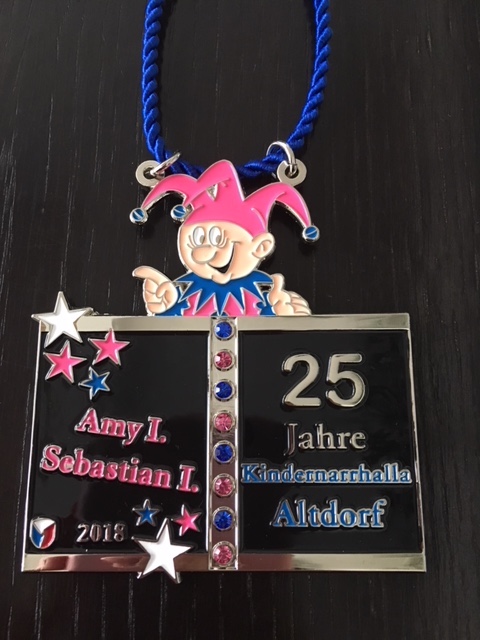 Amy I.
Sebastian I.
2018
25
Jahre
Kindernarrhalla
Altdorf